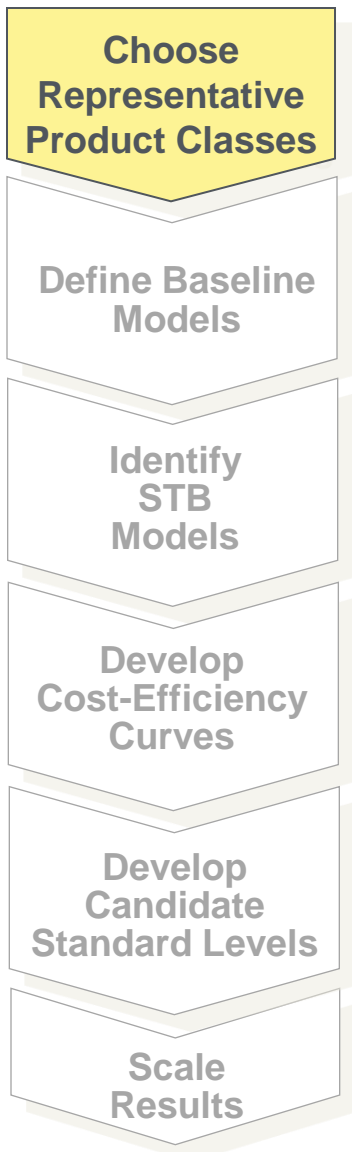 Choose
Representative
Product Classes
Define Baseline
Models
Identify
STB
Models
Develop
Cost-Efficiency
Curves
Develop
Candidate
Standard Levels
Scale
Results